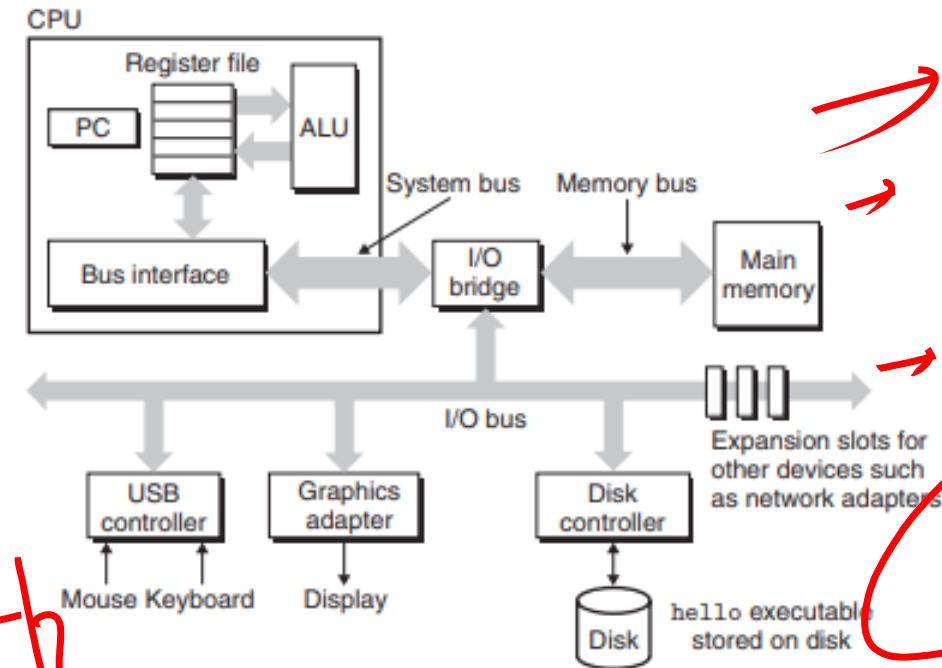 CPU
Register file
PC
ALU
System bus
Memory bus
Bus interface
I/O
bridge
Main
memory
I/O bus
Expansion slots for
other devices such
as network adapters
USB
controller
Graphics
adapter
Disk
controller
Mouse Keyboard
Display
Disk
hello executable
stored on disk